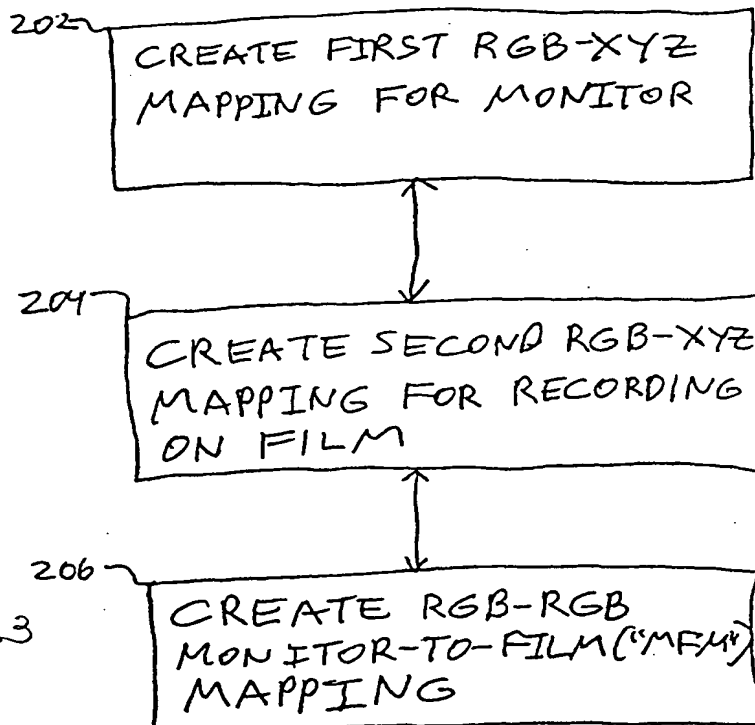 202
CREATE FIRST RGB-XYZ
MAPPING FOR MONITOR
204
CREATE SECOND RGB-XYZ
MAPPING FOR RECORDING
ON FILM
206
CREATE RGB-RGB
3
MONITOR-TO-FILM("MFM")
MAPPING